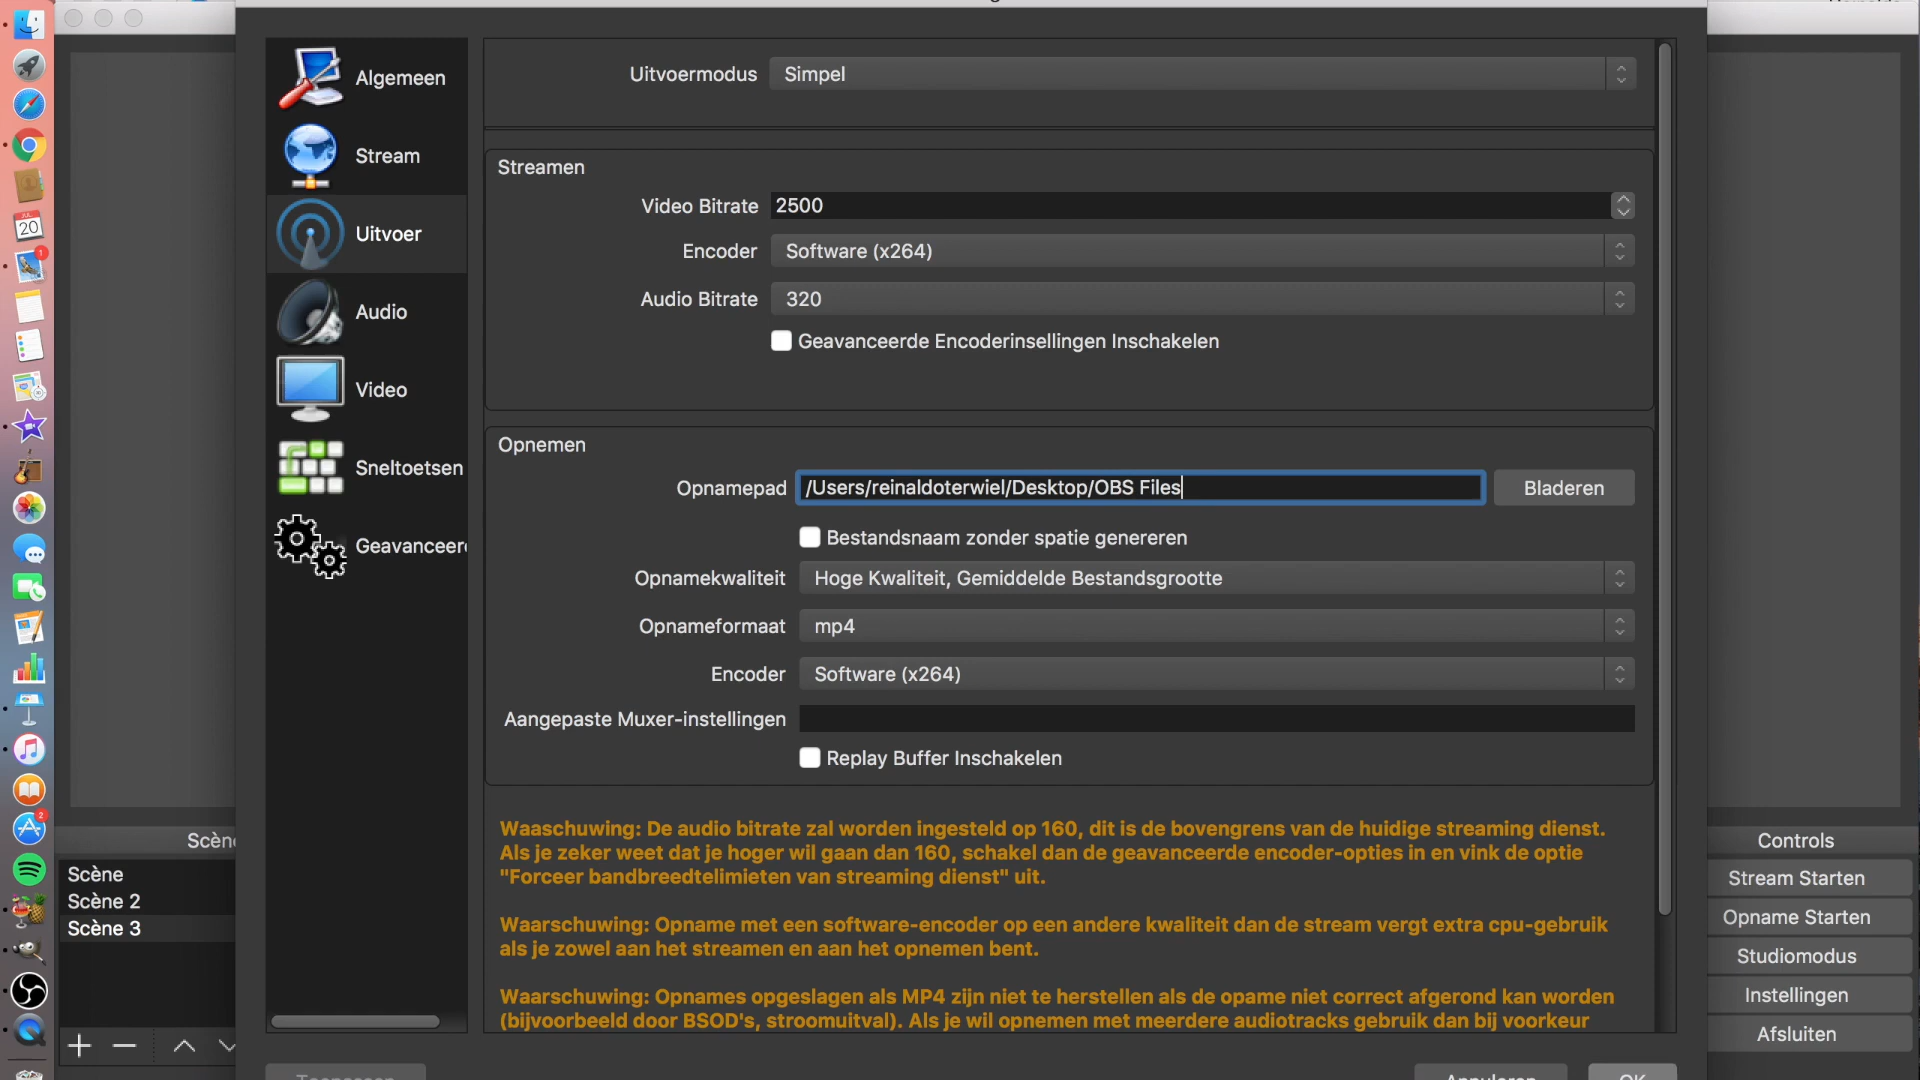 Algemeen
Stream
Uitvoer
Audio
Video
Sneltoetsen
Geavanceer
Uitvoermodus Simpel
Streamen
Video Bitrate 2500
Encoder Software (x264)
Audio Bitrate 320
Geavanceerde Encoderinsellingen Inschakelen
Opnemen
Opnamepad /Users/reinaldoterwiel/Desktop/OBS Files Bladeren
Bestandsnaam zonder spatie genereren
Opnamekwaliteit Hoge Kwaliteit, Gemiddelde Bestandsgrootte
Opnameformaat mp4
Encoder Software (x264)
Aangepaste Muxer-instellingen
Replay Buffer Inschakelen
Waaschuwing: De audio bitrate zal worden ingesteld op 160, dit is de bovengrens van de huidige streaming dienst.
Als je zeker weet dat je hoger wil gaan dan 160, schakel dan de geavanceerde encoder-opties in en vink de optie
"Forceer bandbreedtelimieten van streaming dienst" uit.
Waarschuwing: Opname met een software-encoder op een andere kwaliteit dan de stream vergt extra cpu-gebruik
als je zowel aan het streamen en aan het opnemen bent.
Waarschuwing: Opnames opgeslagen als MP4 zijn niet te herstellen als de opame niet correct afgerond kan worden
(bijvoorbeeld door BSOD's, stroomuitval). Als je wil opnemen met meerdere audiotracks gebruik dan bij voorkeur
Scèn
Scène
Scène 2
Scène 3
Controls
Stream Starten
Opname Starten
Studiomodus
Instellingen
Afsluiten
JUL
20
1
2